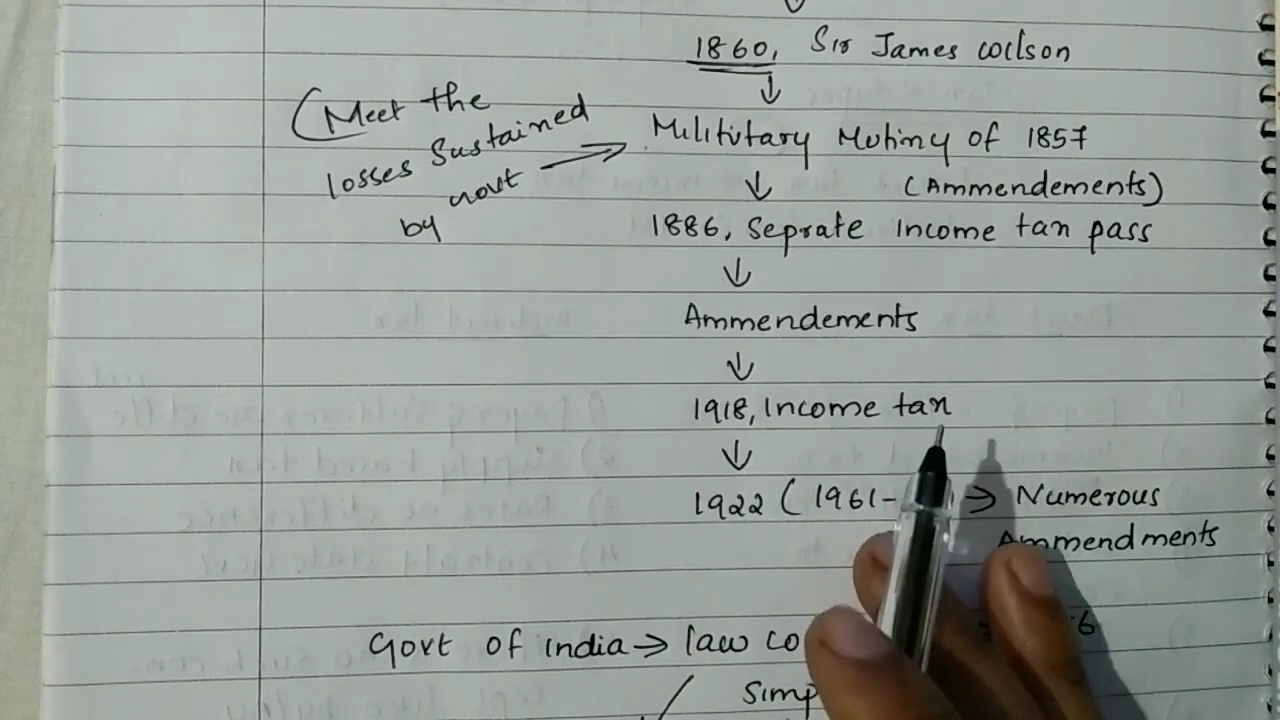 1860, Sir James Wilson
(Meet the
losses Sustained
by Govt →
Militutary Mutiny of 1857
(Ammendements)
1886, Seprate Income tax pass
Ammendements
1918, Income tax
1922 (1961- ) → Numerous
Ammendments
6
Govt of india → law co
Simp